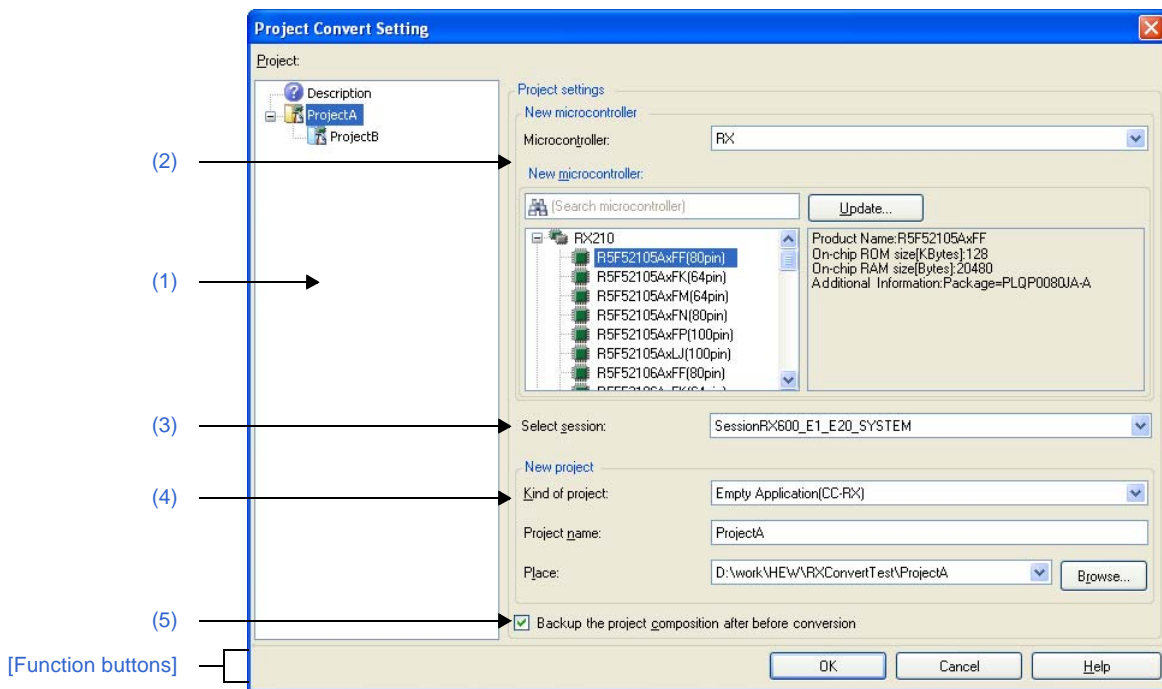 Project Convert Setting
Project:
Description
ProjectA
ProjectB
Project settings
New microcontroller
Microcontroller:
RX
(2)
New microcontroller:
(Search microcontroller)
Update...
RX210
R5F52105AxFF(80pin)
R5F52105AxFK(64pin)
R5F52105AxFM(64pin)
R5F52105AxFN(80pin)
R5F52105AxFP(100pin)
R5F52105AxLJ(100pin)
R5F52106AxFF(80pin)
Product Name:R5F52105AxFF
On-chip ROM size[KBytes]:128
On-chip RAM size[Bytes]:20480
Additional Information:Package=PLQP0080JA-A
(1)
(3)
Select session:
SessionRX600_E1_E20_SYSTEM
New project
(4)
Kind of project:
Empty Application(CC-RX)
Project name:
ProjectA
Place:
D:\work\HEW\RXConvertTest\ProjectA
Browse...
(5)
Backup the project composition after before conversion
[Function buttons]
OK
Cancel
Help